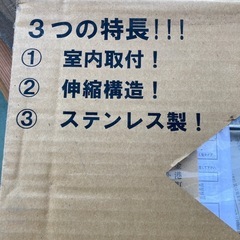 ３つの特長!!!
① 室内取付！
② 伸縮構造！
③ ステンレス製！